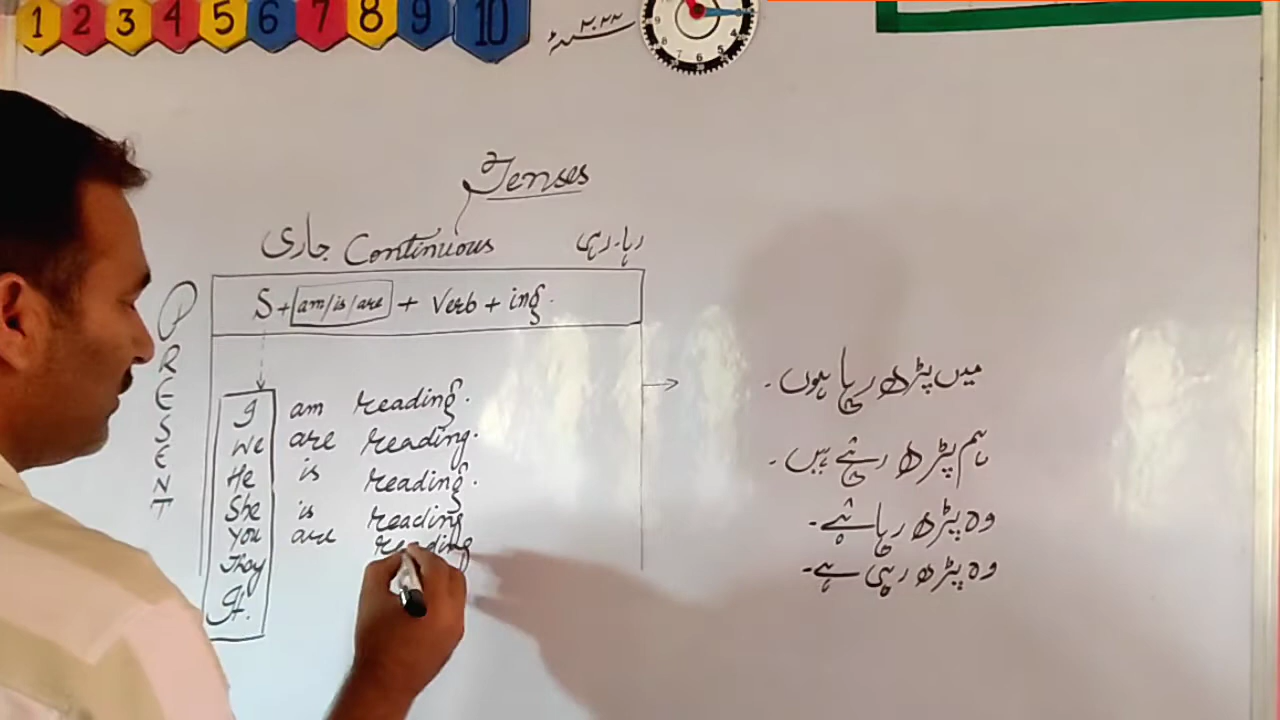 1 2 3 4 5 6 7 8 9 10
Tenses
جاری Continuous رہا۔رہی
S + am/is/are + Verb + ing.
PRESENT
I am reading.
We are reading.
He is reading.
She is reading
You are reading
They
It.
میں پڑھ رہا ہوں۔
ہم پڑھ رہے ہیں۔
وہ پڑھ رہا ہے۔
وہ پڑھ رہی ہے۔